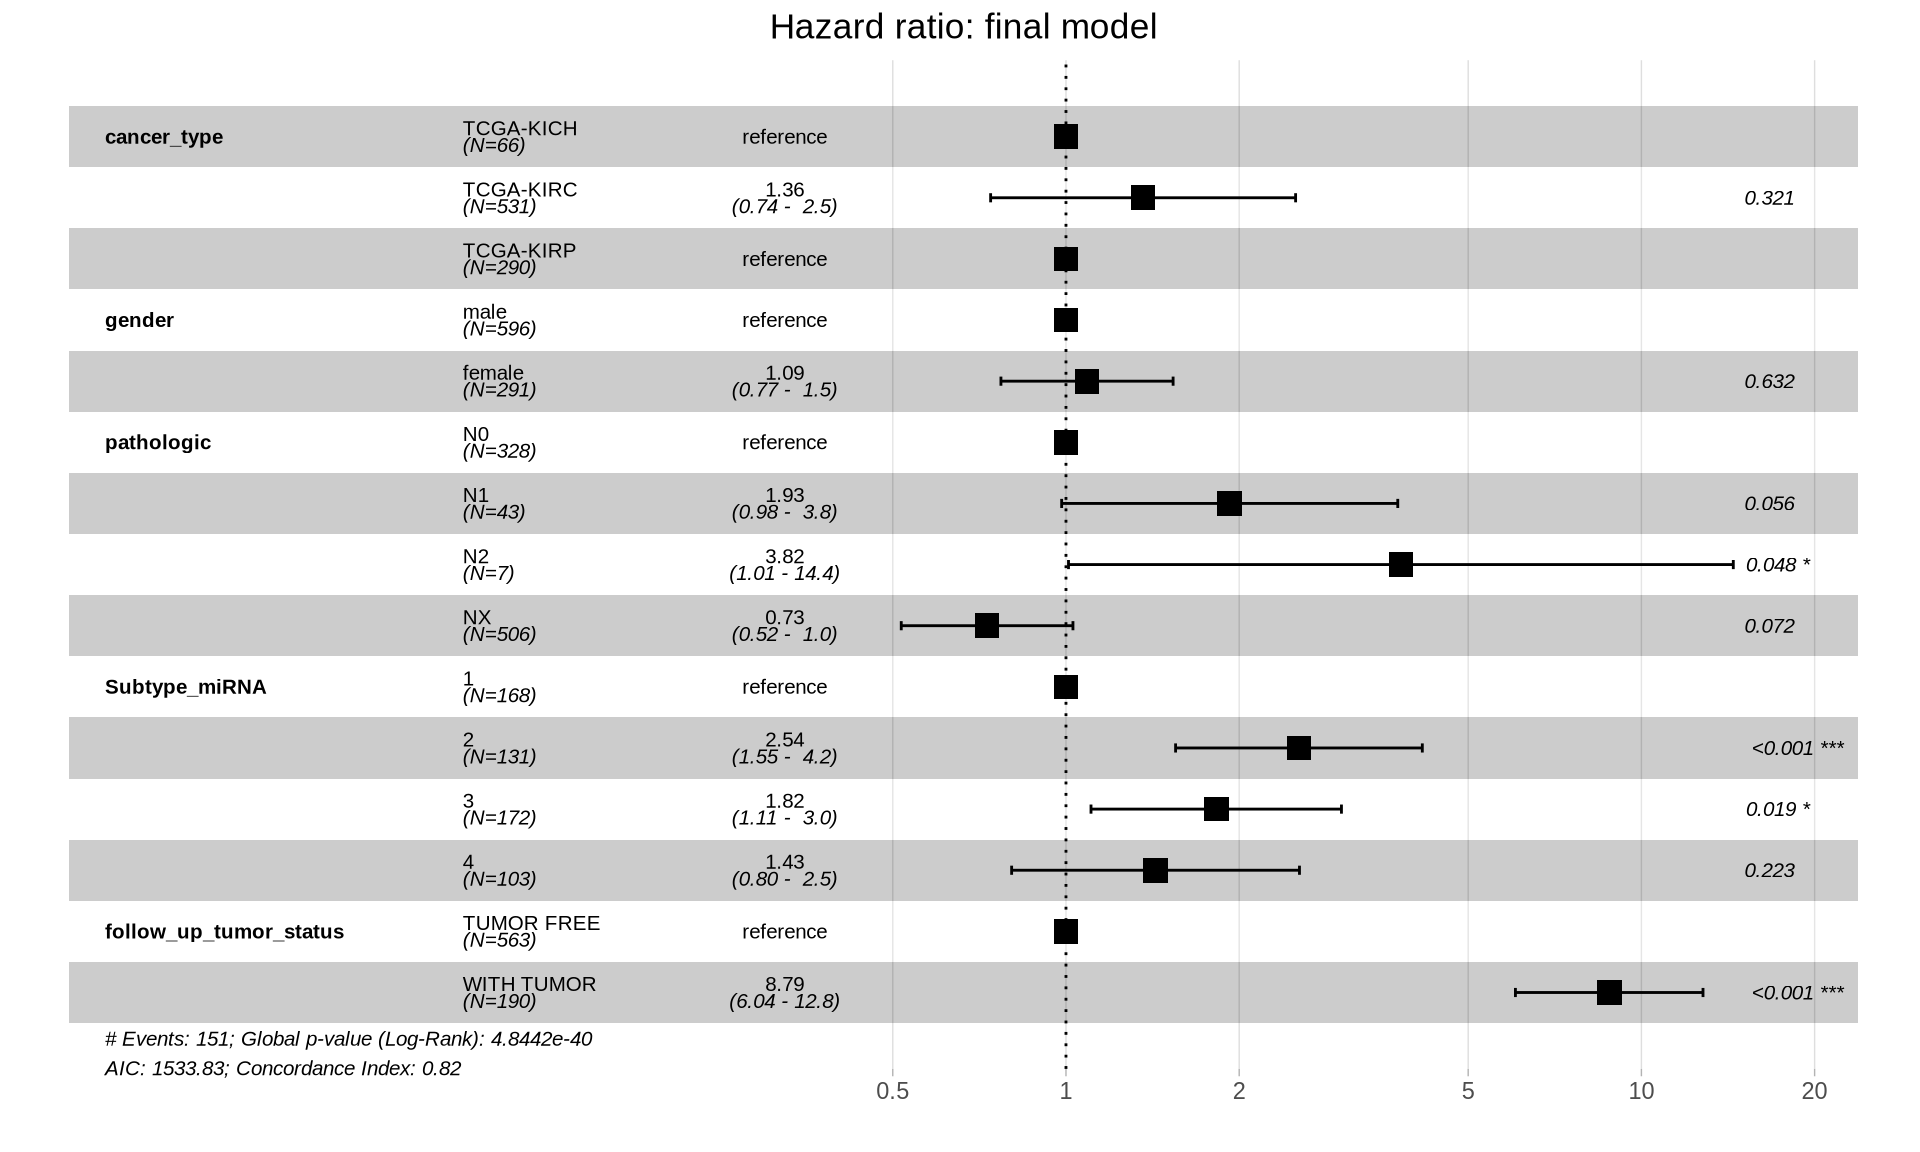 Hazard ratio: final model
cancer_type TCGA-KICH reference
(N=66)
TCGA-KIRC 1.36 0.321
(N=531) (0.74 - 2.5)
TCGA-KIRP reference
(N=290)
gender male reference
(N=596)
female 1.09 0.632
(N=291) (0.77 - 1.5)
pathologic N0 reference
(N=328)
N1 1.93 0.056
(N=43) (0.98 - 3.8)
N2 3.82 0.048 *
(N=7) (1.01 - 14.4)
NX 0.73 0.072
(N=506) (0.52 - 1.0)
Subtype_miRNA 1 reference
(N=168)
2 2.54 <0.001 ***
(N=131) (1.55 - 4.2)
3 1.82 0.019 *
(N=172) (1.11 - 3.0)
4 1.43 0.223
(N=103) (0.80 - 2.5)
follow_up_tumor_status TUMOR FREE reference
(N=563)
WITH TUMOR 8.79 <0.001 ***
(N=190) (6.04 - 12.8)
# Events: 151; Global p-value (Log-Rank): 4.8442e-40
AIC: 1533.83; Concordance Index: 0.82
0.5 1 2 5 10 20